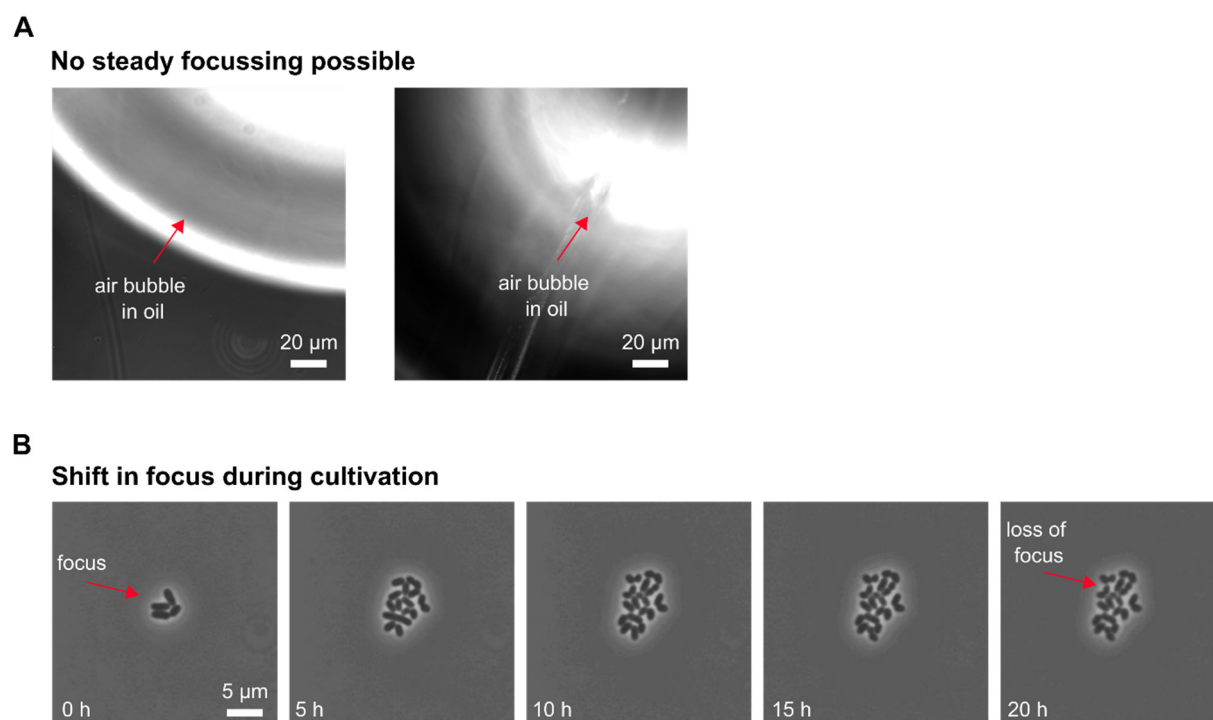 A
No steady focussing possible
air bubble
in oil
20 µm
air bubble
in oil
20 µm
B
Shift in focus during cultivation
focus
5 µm
0 h
5 h
10 h
15 h
loss of
focus
20 h